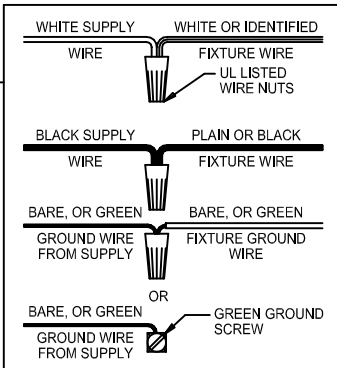 WHITE SUPPLY WIRE
WHITE OR IDENTIFIED FIXTURE WIRE
UL LISTED
WIRE NUTS
BLACK SUPPLY WIRE
PLAIN OR BLACK FIXTURE WIRE
BARE, OR GREEN
GROUND WIRE
FROM SUPPLY
BARE, OR GREEN
FIXTURE GROUND
WIRE
OR
BARE, OR GREEN
GROUND WIRE
FROM SUPPLY
GREEN GROUND
SCREW